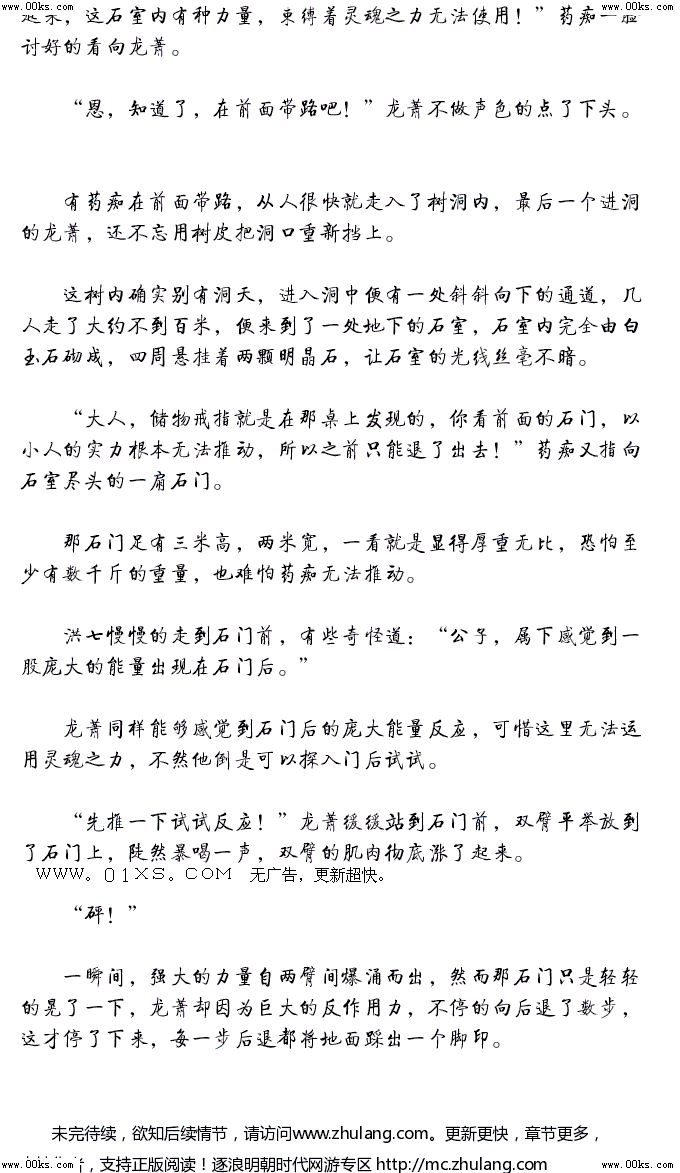 www.00ks.com www.00ks.com
起来，这石室内有种力量，束缚着灵魂之力无法使用！”药痴一脸
讨好的看向龙菁。
“恩，知道了，在前面带路吧！”龙菁不做声色的点了下头。
有药痴在前面带路，从人很快就走入了树洞内，最后一个进洞
的龙菁，还不忘用树皮把洞口重新挡上。
这树内确实别有洞天，进入洞中便有一处斜斜向下的通道，几
人走了大约不到百米，便来到了一处地下的石室，石室内完全由白
玉石砌成，四周悬挂着两颗明晶石，让石室的光线丝毫不暗。
“大人，储物戒指就是在那桌上发现的，你看前面的石门，以
小人的实力根本无法推动，所以之前只能退了出去！”药痴又指向
石室尽头的一扇石门。
那石门足有三米高，两米宽，一看就是显得厚重无比，恐怕至
少有数千斤的重量，也难怕药痴无法推动。
洪七慢慢的走到石门前，有些奇怪道：“公子，属下感觉到一
股庞大的能量出现在石门后。”
龙菁同样能够感觉到石门后的庞大能量反应，可惜这里无法运
用灵魂之力，不然他倒是可以探入门后试试。
“先推一下试试反应！”龙菁缓缓站到石门前，双臂平举放到
了石门上，陡然暴喝一声，双臂的肌肉彻底涨了起来。
WWW。01XS。COM 无广告，更新超快。
“砰！”
一瞬间，强大的力量自两臂间爆涌而出，然而那石门只是轻轻
的晃了一下，龙菁却因为巨大的反作用力，不停的向后退了数步，
这才停了下来，每一步后退都将地面踩出一个脚印。
未完待续，欲知后续情节，请访问www.zhulang.com。更新更快，章节更多，
，支持正版阅读！逐浪明朝时代网游专区 http://mc.zhulang.com
www.00ks.com www.00ks.com